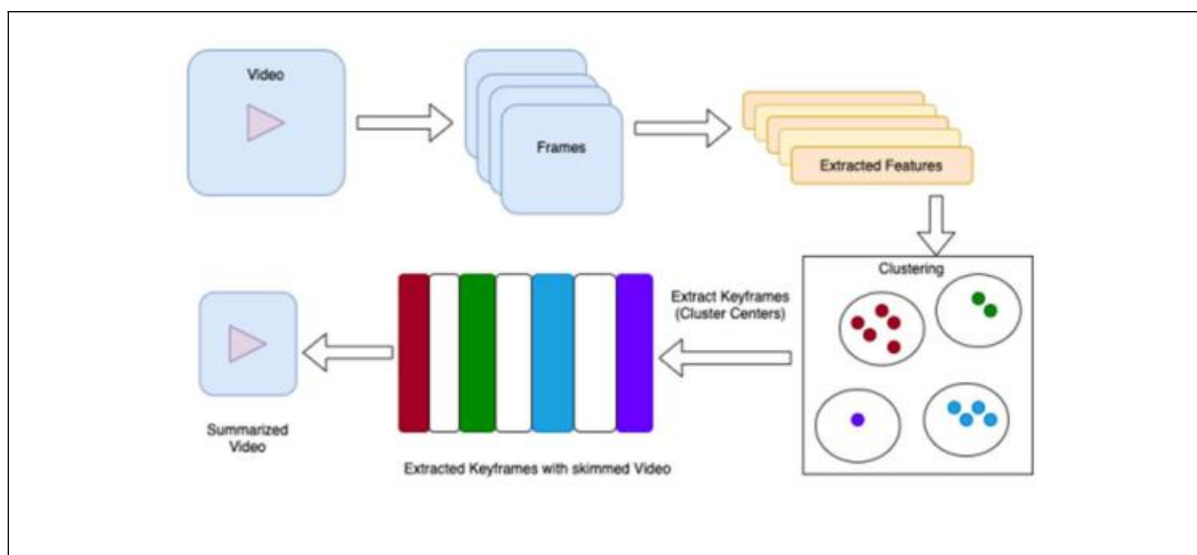 Video
Frames
Extracted Features
Clustering
Extract Keyframes
(Cluster Centers)
Extracted Keyframes with skimmed Video
Summarized
Video